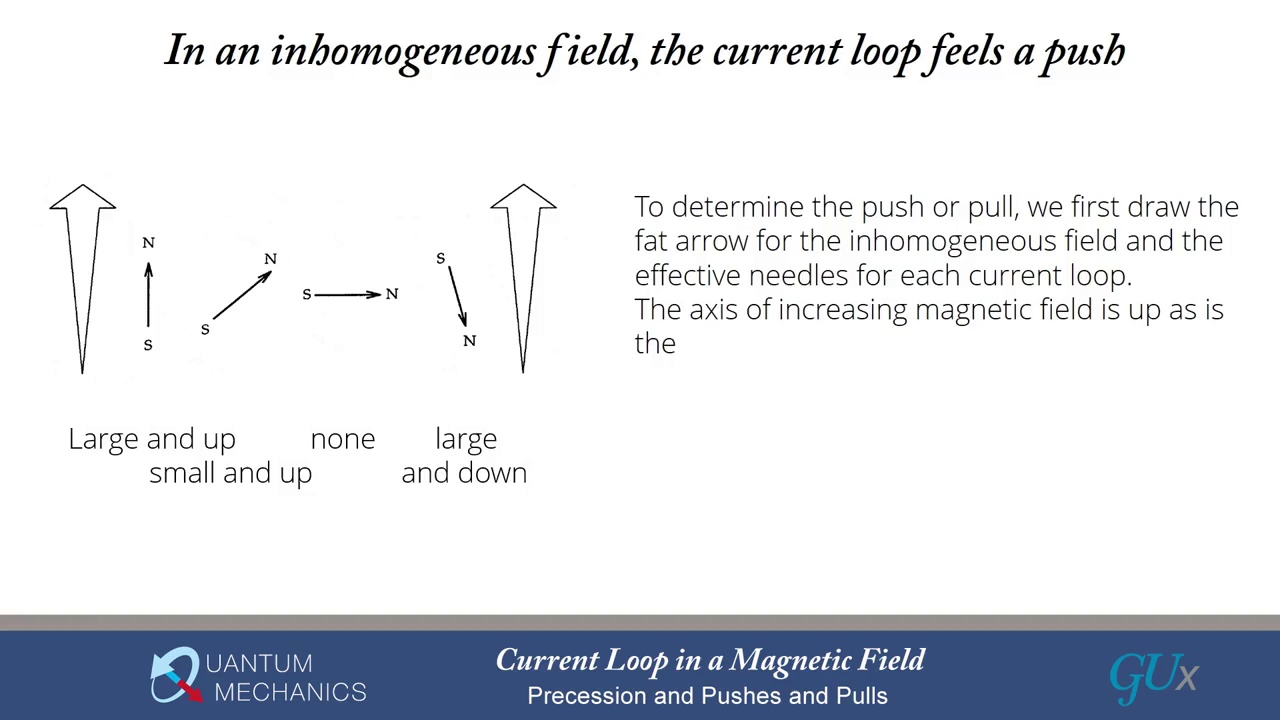 In an inhomogeneous field, the current loop feels a push
N
S
N
S
S
N
S
N
To determine the push or pull, we first draw the
fat arrow for the inhomogeneous field and the
effective needles for each current loop.
The axis of increasing magnetic field is up as is
the
Large and up none large
small and up and down
QUANTUM
MECHANICS
Current Loop in a Magnetic Field
Precession and Pushes and Pulls
GUx